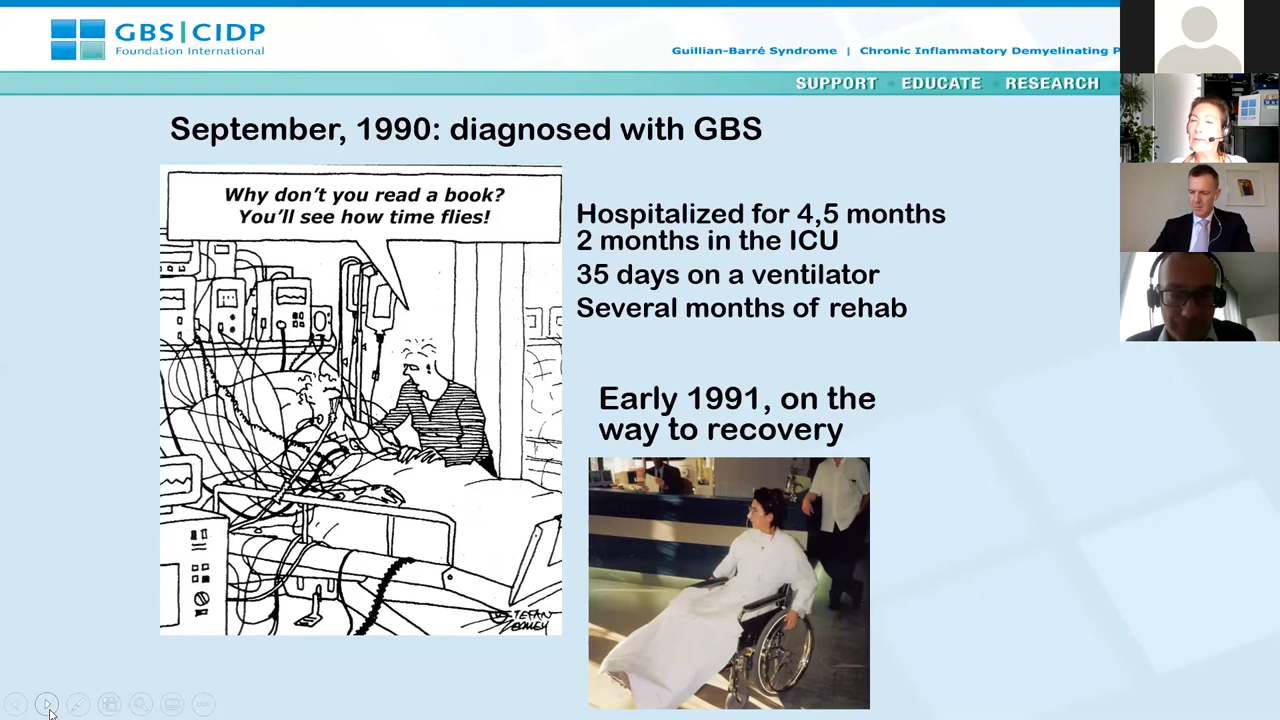 GBS|CIDP
Foundation International
Guillian-Barré Syndrome | Chronic Inflammatory Demyelinating P
SUPPORT EDUCATE RESEARCH
September, 1990: diagnosed with GBS
Why don't you read a book?
You'll see how time flies!
Hospitalized for 4,5 months
2 months in the ICU
35 days on a ventilator
Several months of rehab
Early 1991, on the
way to recovery